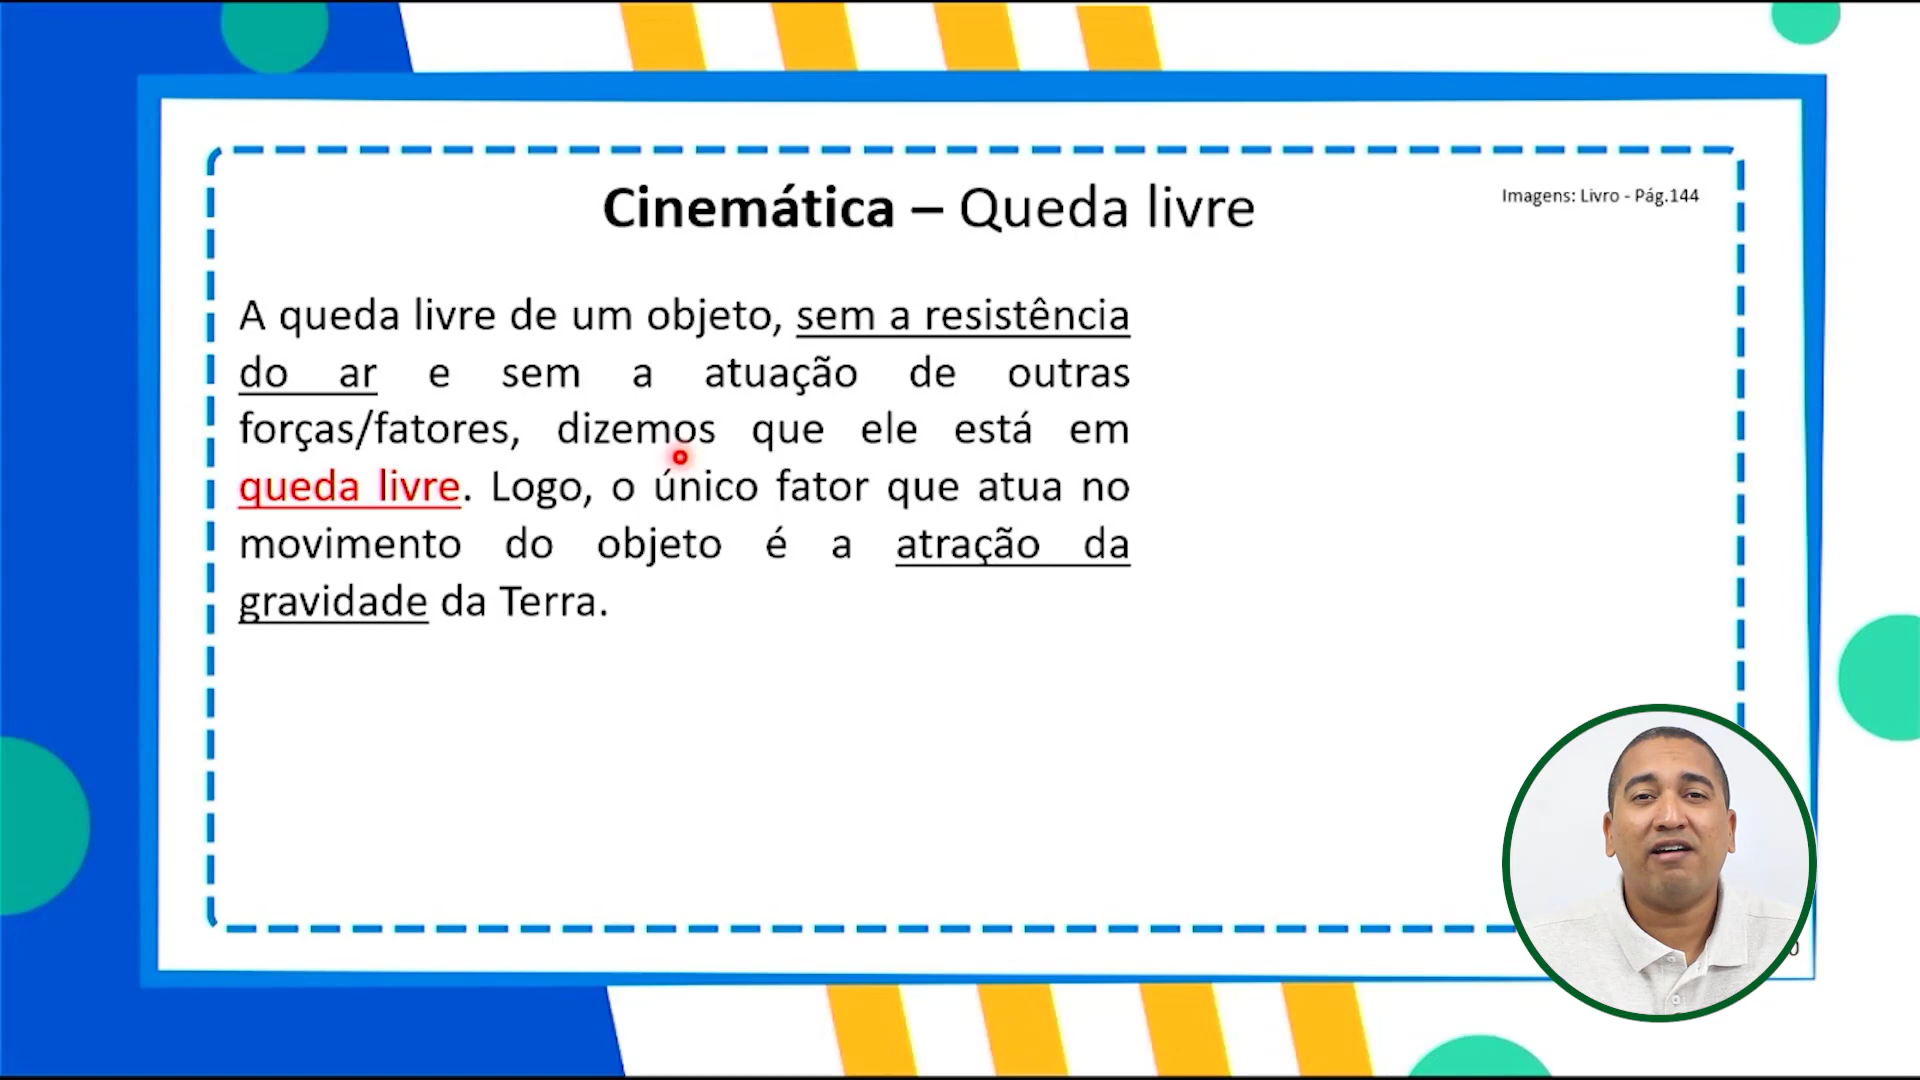 Cinemática – Queda livre
Imagens: Livro - Pág.144
A queda livre de um objeto, sem a resistência
do ar e sem a atuação de outras
forças/fatores, dizemos que ele está em
queda livre. Logo, o único fator que atua no
movimento do objeto é a atração da
gravidade da Terra.